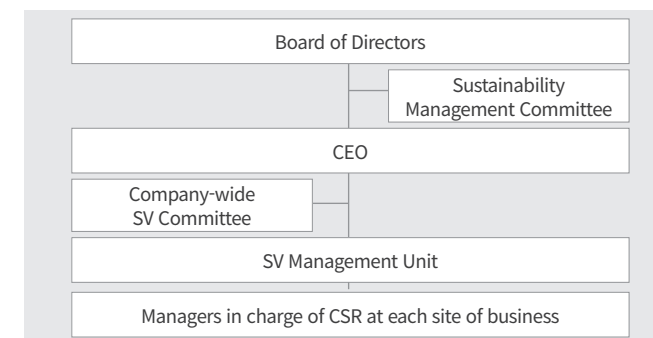 Board of Directors
Sustainability
Management Committee
CEO
Company-wide
SV Committee
SV Management Unit
Managers in charge of CSR at each site of business